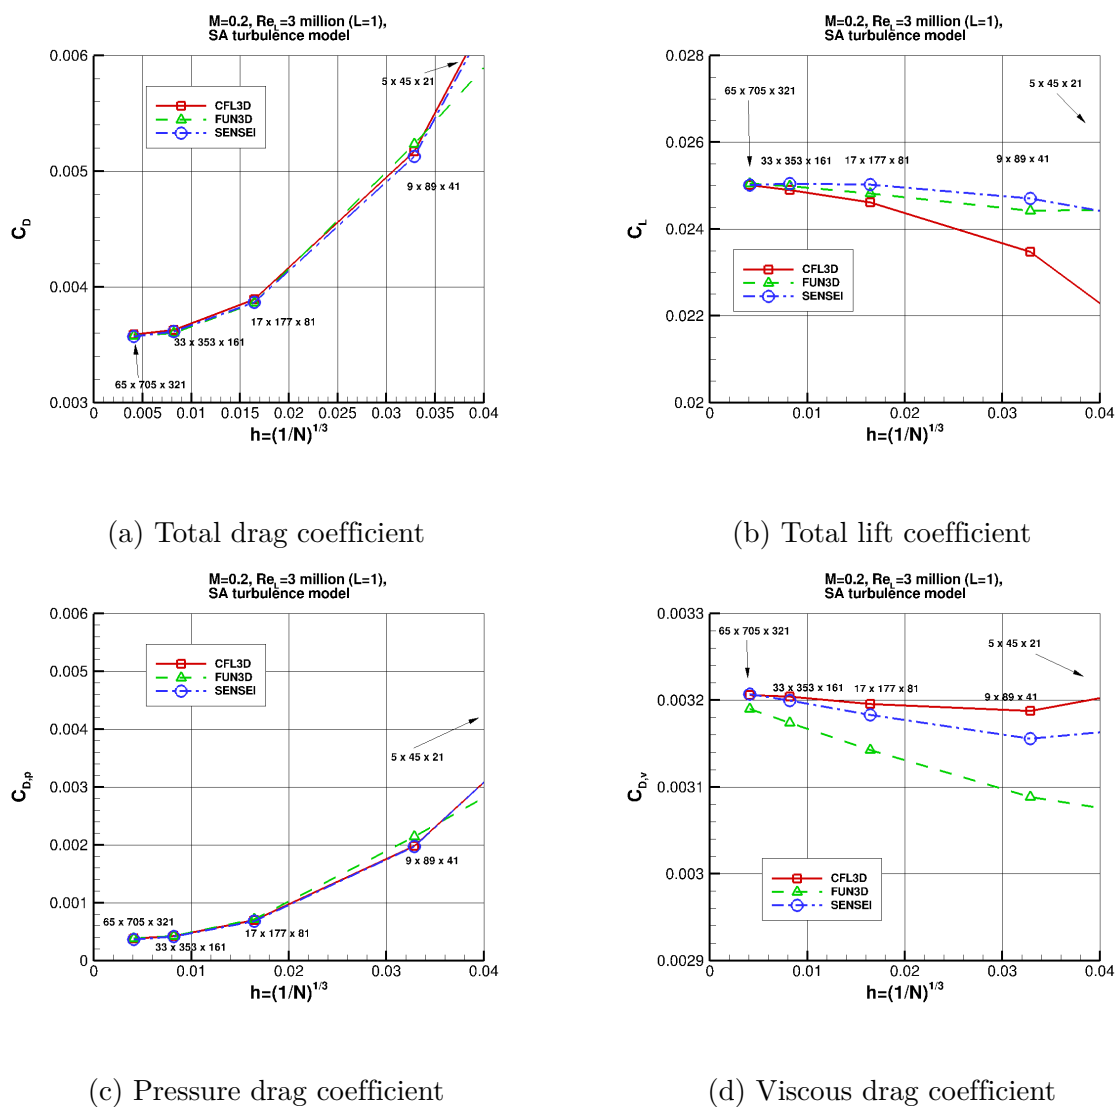 M=0.2, Re_L=3 million (L=1),
SA turbulence model
0.006
0.005
0.004
0.003
C_D
5 x 45 x 21
CFL3D
FUN3D
SENSEI
9 x 89 x 41
17 x 177 x 81
33 x 353 x 161
65 x 705 x 321
0 0.005 0.01 0.015 0.02 0.025 0.03 0.035 0.04
h=(1/N)^1/3
(a) Total drag coefficient
M=0.2, Re_L=3 million (L=1),
SA turbulence model
0.028
0.026
0.024
0.022
0.02
C_L
65 x 705 x 321
5 x 45 x 21
33 x 353 x 161 17 x 177 x 81 9 x 89 x 41
CFL3D
FUN3D
SENSEI
0 0.01 0.02 0.03 0.04
h=(1/N)^1/3
(b) Total lift coefficient
M=0.2, Re_L=3 million (L=1),
SA turbulence model
0.006
0.005
0.004
0.003
0.002
0.001
0
C_D,p
CFL3D
FUN3D
SENSEI
5 x 45 x 21
9 x 89 x 41
65 x 705 x 321
17 x 177 x 81
33 x 353 x 161
0 0.01 0.02 0.03 0.04
h=(1/N)^1/3
(c) Pressure drag coefficient
M=0.2, Re_L=3 million (L=1),
SA turbulence model
0.0033
0.0032
0.0031
0.003
0.0029
C_D,v
65 x 705 x 321
5 x 45 x 21
33 x 353 x 161 17 x 177 x 81
9 x 89 x 41
CFL3D
FUN3D
SENSEI
0 0.01 0.02 0.03 0.04
h=(1/N)^1/3
(d) Viscous drag coefficient